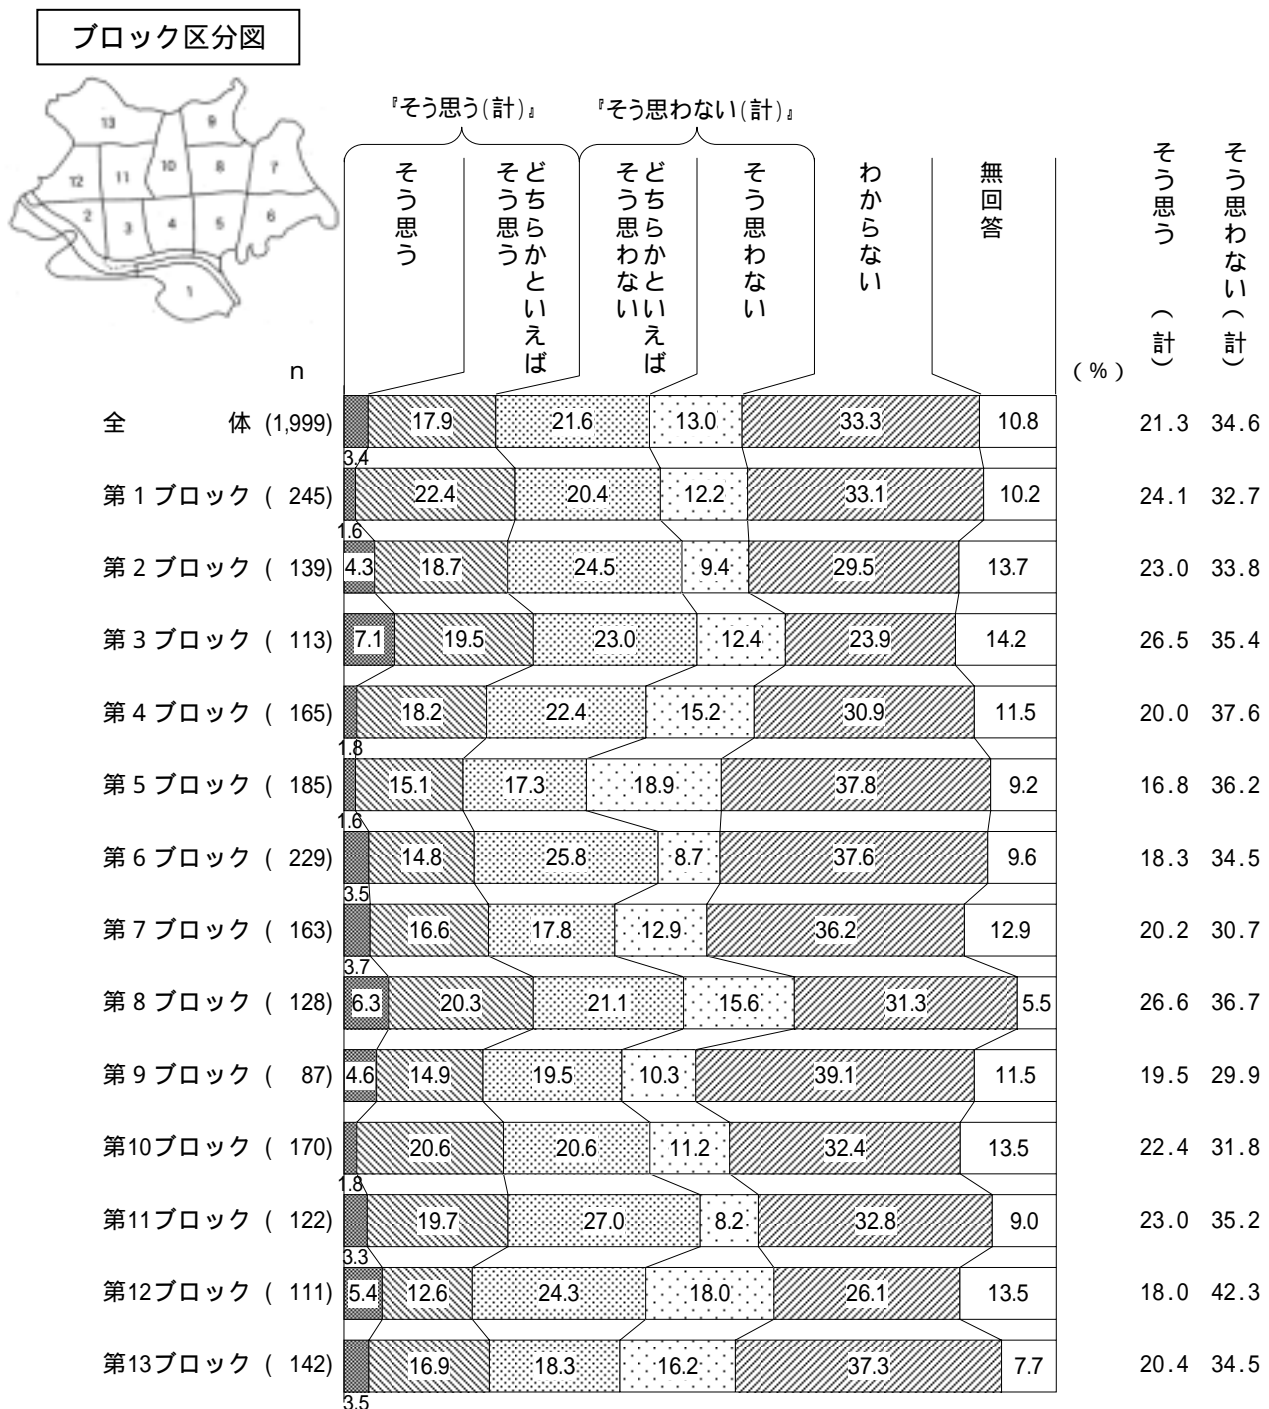 ブロック区分図
13
9
10
8
7
12
11
2
3
4
5
6
1
『そう思う(計)』
『そう思わない(計)』
そう思う
どちらかといえば
そう思う
どちらかといえば
そう思わない
そう思わない
わからない
無回答
そう思う(計)
そう思わない(計)
n
(%)
全体 (1,999) 3.4 17.9 21.6 13.0 33.3 10.8 21.3 34.6
第1ブロック ( 245) 1.6 22.4 20.4 12.2 33.1 10.2 24.1 32.7
第2ブロック ( 139) 4.3 18.7 24.5 9.4 29.5 13.7 23.0 33.8
第3ブロック ( 113) 7.1 19.5 23.0 12.4 23.9 14.2 26.5 35.4
第4ブロック ( 165) 1.8 18.2 22.4 15.2 30.9 11.5 20.0 37.6
第5ブロック ( 185) 1.6 15.1 17.3 18.9 37.8 9.2 16.8 36.2
第6ブロック ( 229) 3.5 14.8 25.8 8.7 37.6 9.6 18.3 34.5
第7ブロック ( 163) 3.7 16.6 17.8 12.9 36.2 12.9 20.2 30.7
第8ブロック ( 128) 6.3 20.3 21.1 15.6 31.3 5.5 26.6 36.7
第9ブロック ( 87) 4.6 14.9 19.5 10.3 39.1 11.5 19.5 29.9
第10ブロック ( 170) 1.8 20.6 20.6 11.2 32.4 13.5 22.4 31.8
第11ブロック ( 122) 3.3 19.7 27.0 8.2 32.8 9.0 23.0 35.2
第12ブロック ( 111) 5.4 12.6 24.3 18.0 26.1 13.5 18.0 42.3
第13ブロック ( 142) 3.5 16.9 18.3 16.2 37.3 7.7 20.4 34.5